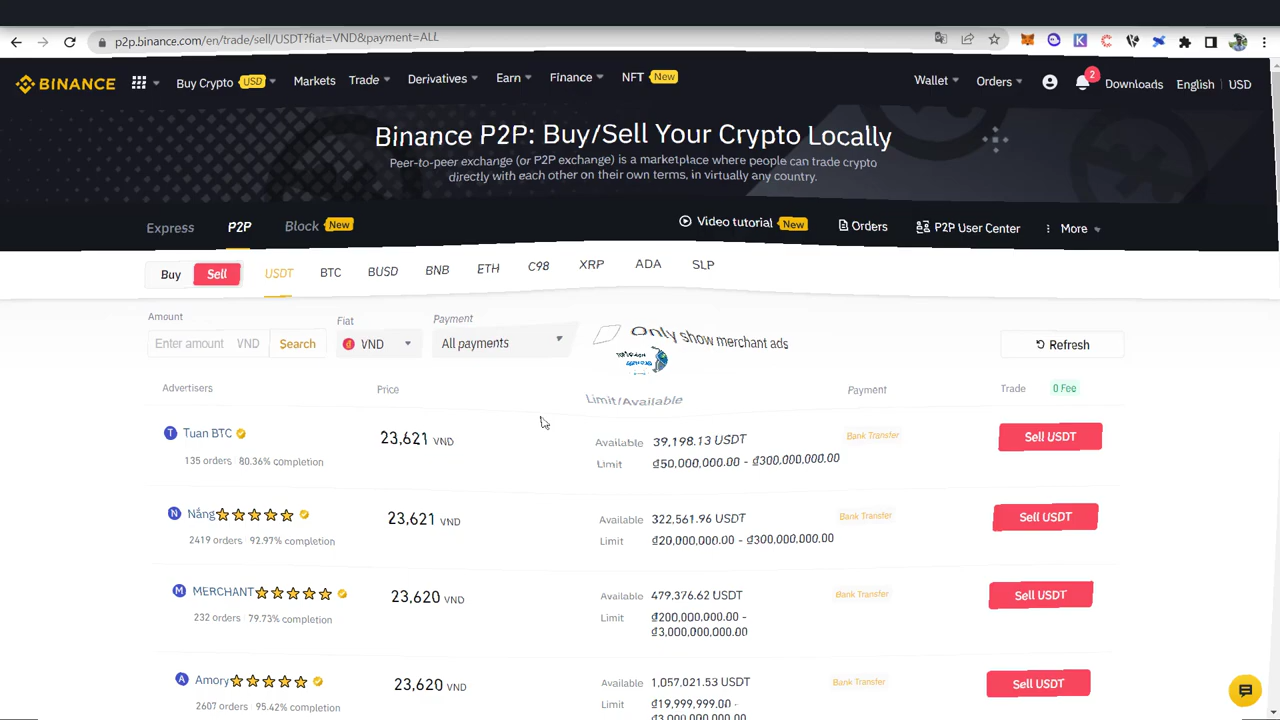 p2p.binance.com/en/trade/sell/USDT?fiat=VND&payment=ALL
BINANCE Buy Crypto USD Markets Trade Derivatives Earn Finance NFT New Wallet Orders 2 Downloads English USD
Binance P2P: Buy/Sell Your Crypto Locally
Peer-to-peer exchange (or P2P exchange) is a marketplace where people can trade crypto
directly with each other on their own terms, in virtually any country.
Express P2P Block New Video tutorial New Orders P2P User Center More
Buy Sell USDT BTC BUSD BNB ETH C98 XRP ADA SLP
Amount Fiat Payment
Enter amount VND Search VND All payments Only show merchant ads Refresh
Advertisers Price Limit/Available Payment Trade 0 Fee
T Tuan BTC 23,621 VND Available 39,198.13 USDT Bank Transfer Sell USDT
135 orders 80.36% completion Limit ₫50,000,000.00 - ₫300,000,000.00
N Nắng 23,621 VND Available 322,561.96 USDT Bank Transfer Sell USDT
2419 orders 92.97% completion Limit ₫20,000,000.00 - ₫300,000,000.00
M MERCHANT 23,620 VND Available 479,376.62 USDT Bank Transfer Sell USDT
232 orders 79.73% completion Limit ₫200,000,000.00 -
₫3,000,000,000.00
A Amory 23,620 VND Available 1,057,021.53 USDT Bank Transfer Sell USDT
2607 orders 95.42% completion Limit ₫19,999,999.00 -
₫3,000,000,000.00